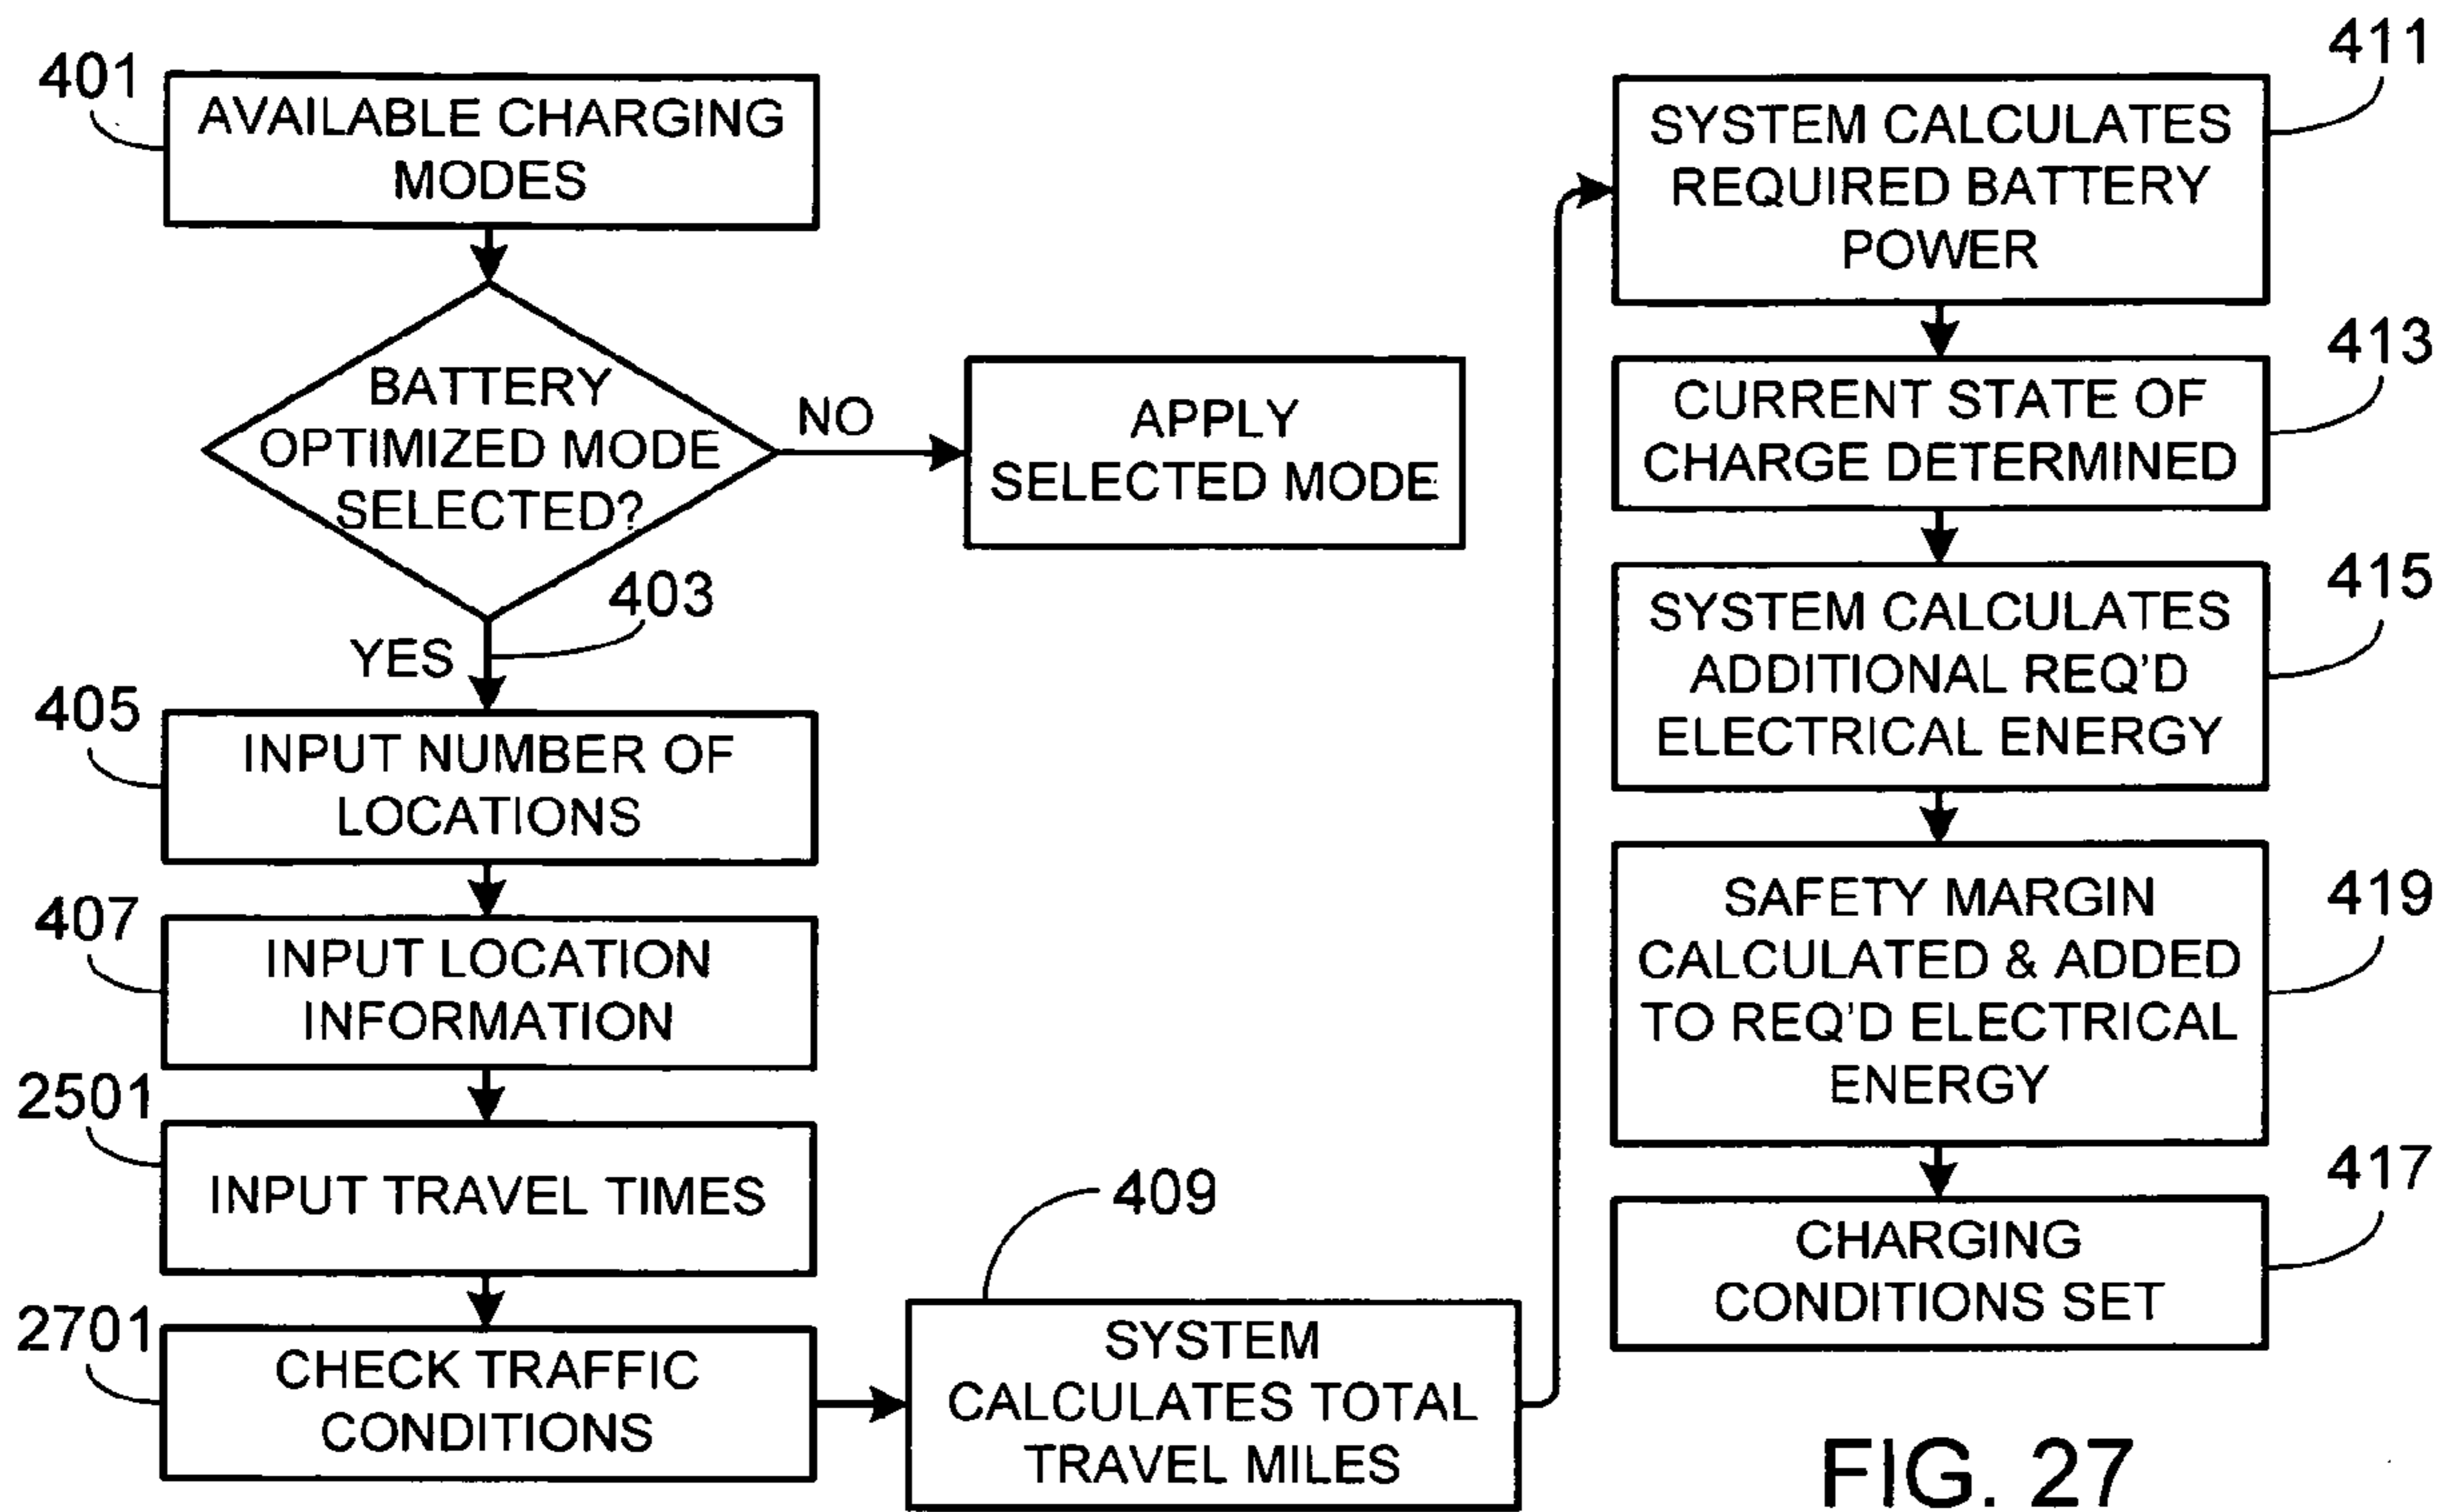 401
AVAILABLE CHARGING
MODES
BATTERY
OPTIMIZED MODE
SELECTED?
NO
APPLY
SELECTED MODE
403
YES
405
INPUT NUMBER OF
LOCATIONS
407
INPUT LOCATION
INFORMATION
2501
INPUT TRAVEL TIMES
2701
CHECK TRAFFIC
CONDITIONS
409
SYSTEM
CALCULATES TOTAL
TRAVEL MILES
411
SYSTEM CALCULATES
REQUIRED BATTERY
POWER
413
CURRENT STATE OF
CHARGE DETERMINED
415
SYSTEM CALCULATES
ADDITIONAL REQ'D
ELECTRICAL ENERGY
419
SAFETY MARGIN
CALCULATED & ADDED
TO REQ'D ELECTRICAL
ENERGY
417
CHARGING
CONDITIONS SET
FIG. 27